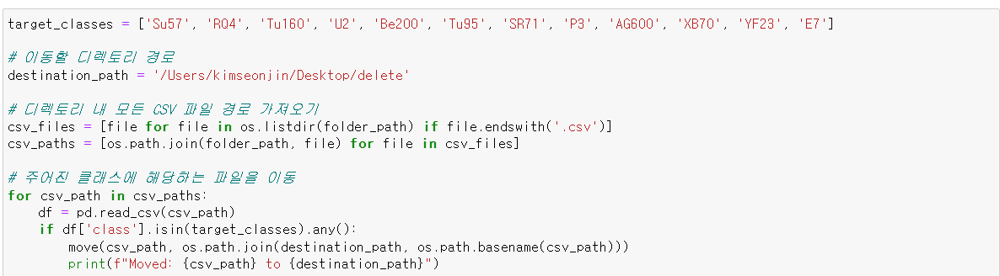 target_classes = ['Su57', 'RQ4', 'Tu160', 'U2', 'Be200', 'Tu95', 'SR71', 'P3', 'AG600', 'XB70', 'YF23', 'E7']
# 이동할 디렉토리 경로
destination_path = '/Users/kimseonjin/Desktop/delete'
# 디렉토리 내 모든 CSV 파일 경로 가져오기
csv_files = [file for file in os.listdir(folder_path) if file.endswith('.csv')]
csv_paths = [os.path.join(folder_path, file) for file in csv_files]
# 주어진 클래스에 해당하는 파일을 이동
for csv_path in csv_paths:
    df = pd.read_csv(csv_path)
    if df['class'].isin(target_classes).any():
        move(csv_path, os.path.join(destination_path, os.path.basename(csv_path)))
        print(f"Moved: {csv_path} to {destination_path}")